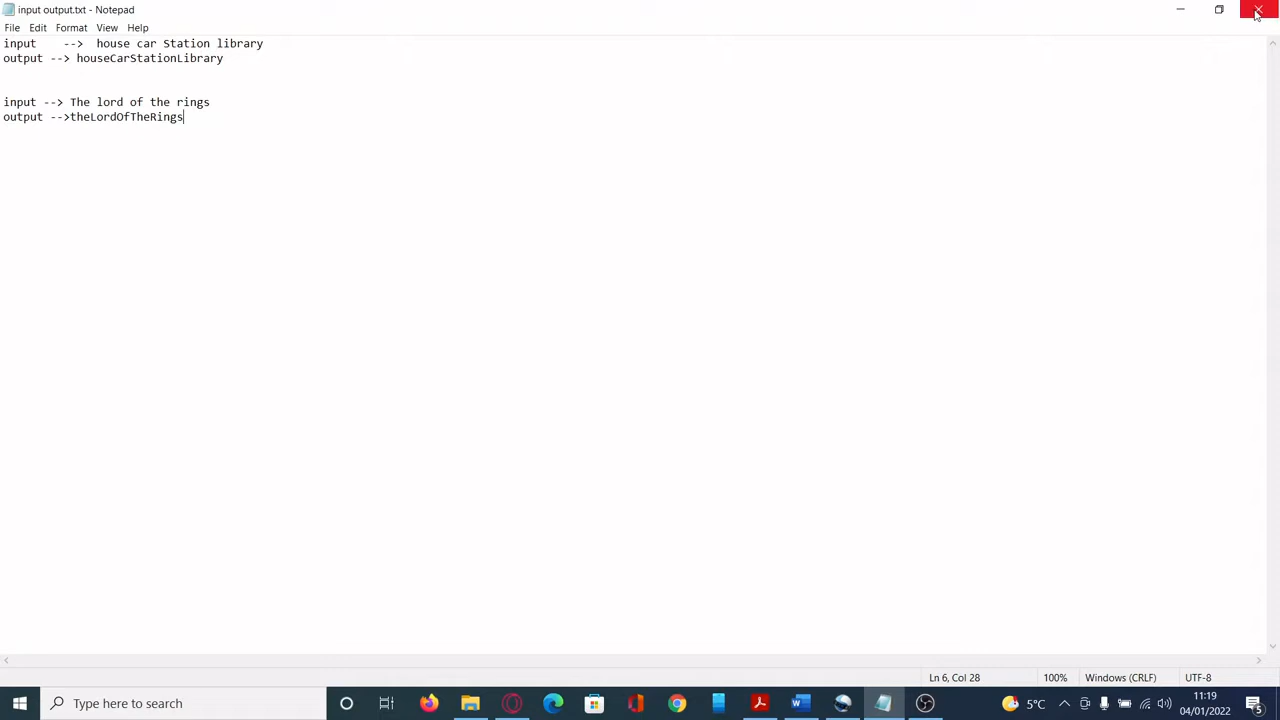 input output.txt - Notepad
File Edit Format View Help
input    -->  house car Station library
output --> houseCarStationLibrary
input --> The lord of the rings
output -->theLordOfTheRings
Ln 6, Col 28 100% Windows (CRLF) UTF-8
Type here to search
5°C
11:19
04/01/2022
5